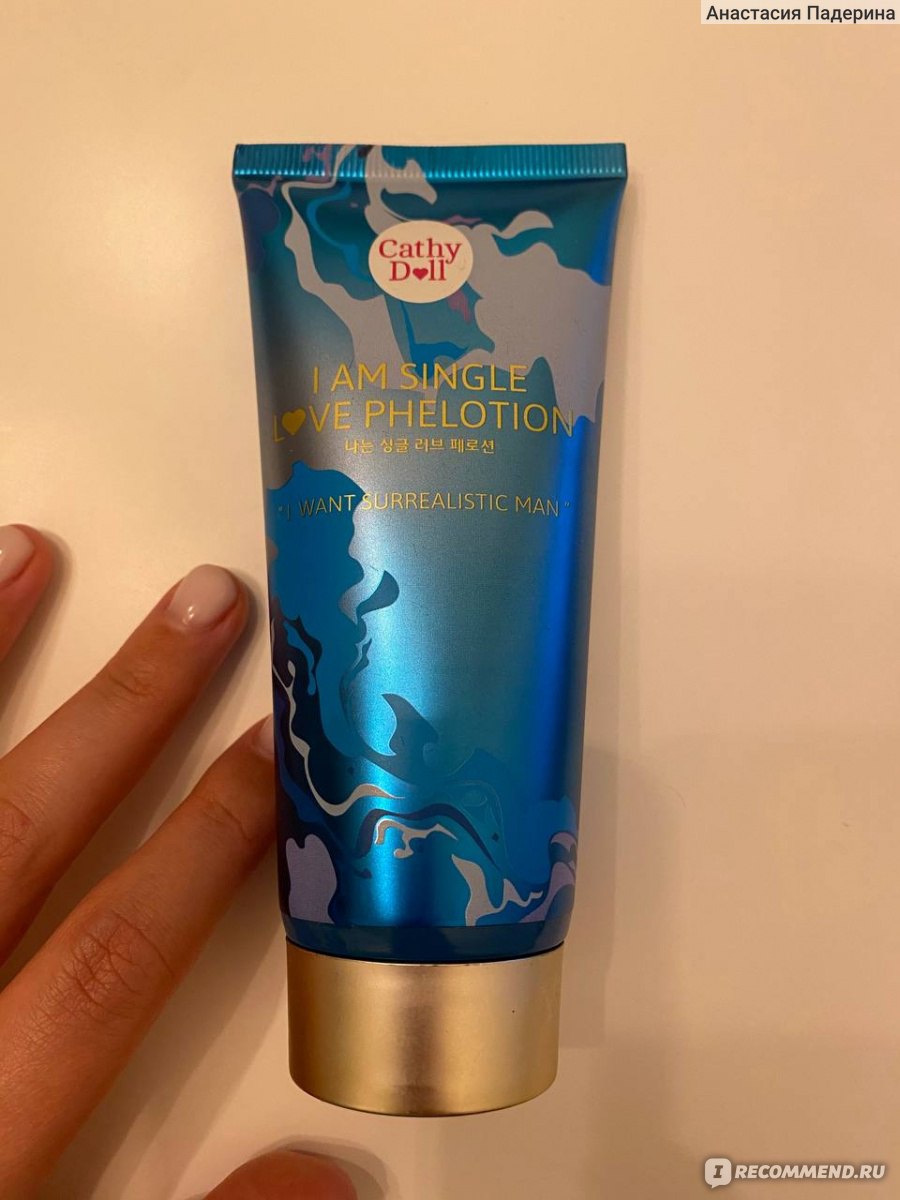 Анастасия Падерина
Cathy
D♥ll
I AM SINGLE
L♥VE PHELOTION
나는 싱글 러브 페로션
" I WANT SURREALISTIC MAN "
I RECOMMEND.RU